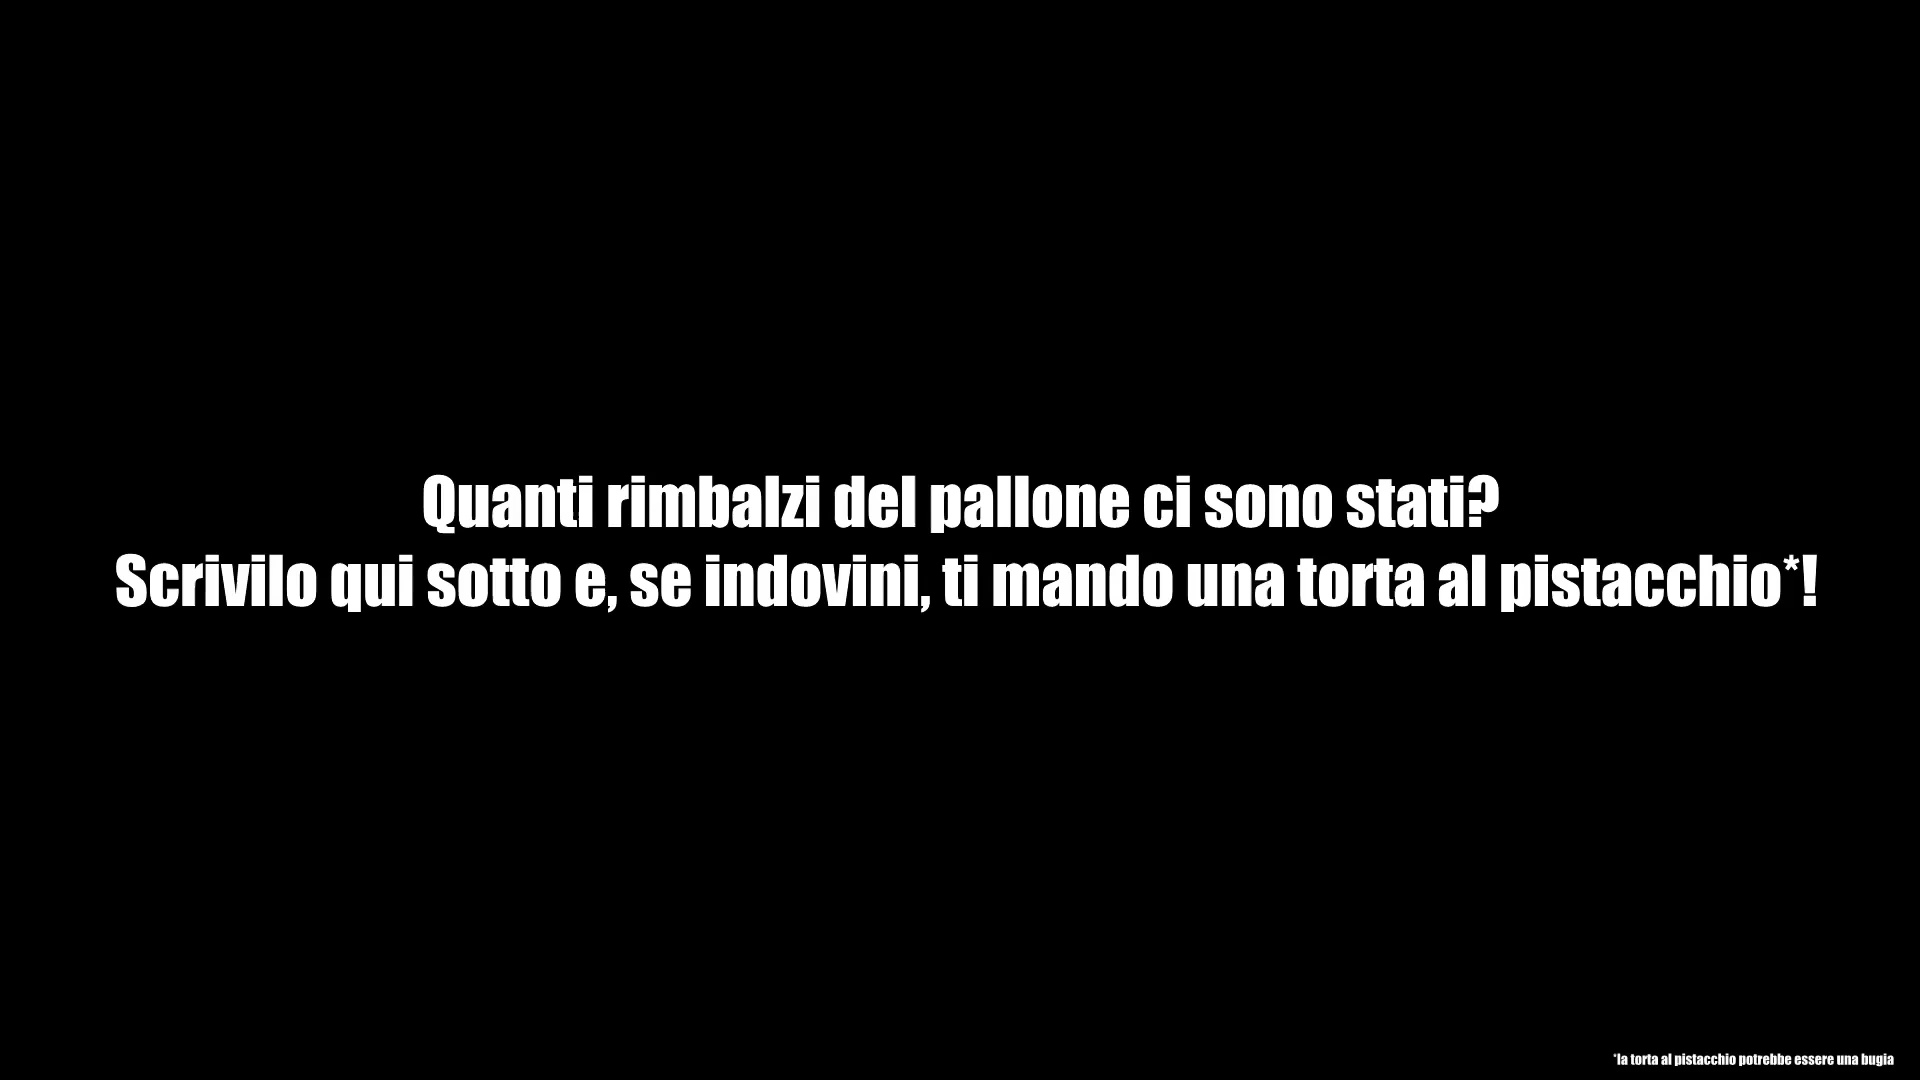 Quanti rimbalzi del pallone ci sono stati?
Scrivilo qui sotto e, se indovini, ti mando una torta al pistacchio*!
*la torta al pistacchio potrebbe essere una bugia